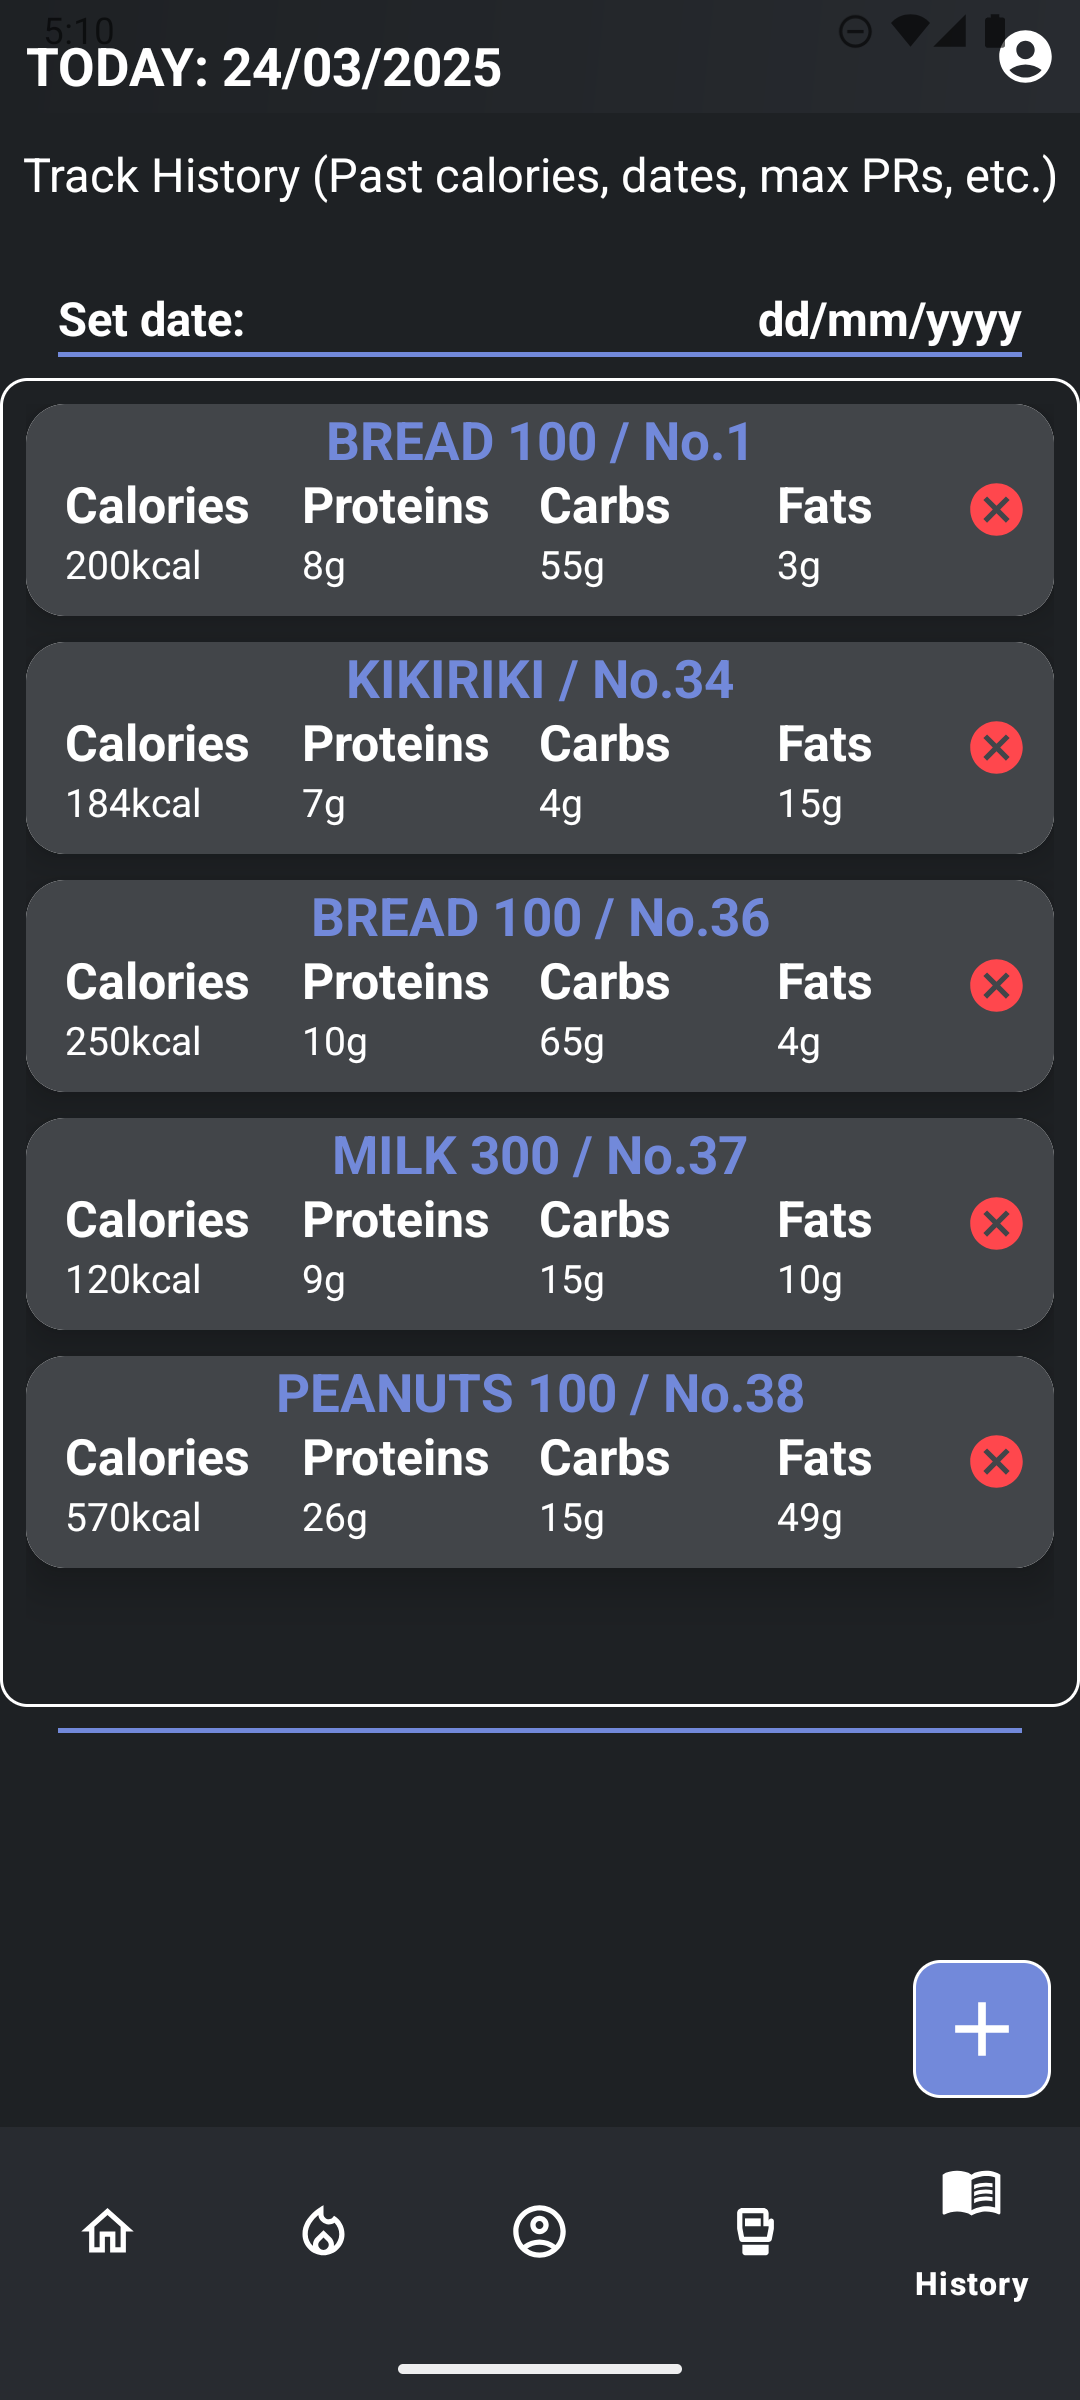 5:10
TODAY: 24/03/2025
Track History (Past calories, dates, max PRs, etc.)
Set date: dd/mm/yyyy
BREAD 100 / No.1
Calories Proteins Carbs Fats
200kcal 8g 55g 3g
KIKIRIKI / No.34
Calories Proteins Carbs Fats
184kcal 7g 4g 15g
BREAD 100 / No.36
Calories Proteins Carbs Fats
250kcal 10g 65g 4g
MILK 300 / No.37
Calories Proteins Carbs Fats
120kcal 9g 15g 10g
PEANUTS 100 / No.38
Calories Proteins Carbs Fats
570kcal 26g 15g 49g
History